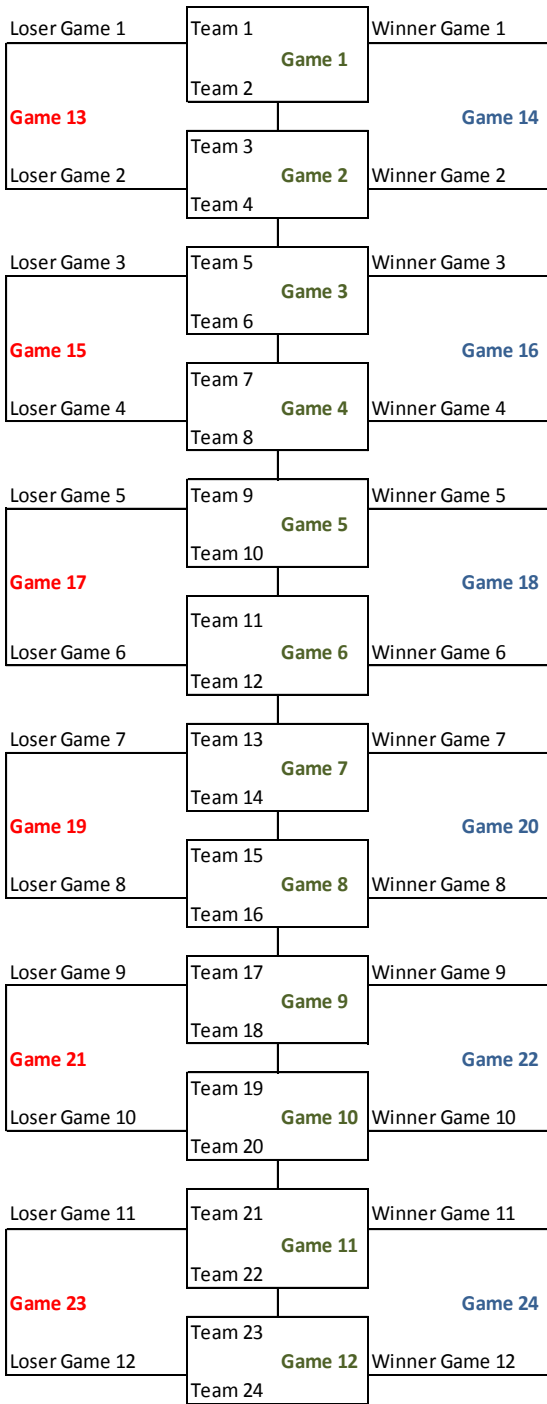 Loser Game 1
Team 1
Winner Game 1
Game 1
Team 2
Game 13
Game 14
Team 3
Loser Game 2
Game 2
Winner Game 2
Team 4
Loser Game 3
Team 5
Winner Game 3
Game 3
Team 6
Game 15
Game 16
Team 7
Loser Game 4
Game 4
Winner Game 4
Team 8
Loser Game 5
Team 9
Winner Game 5
Game 5
Team 10
Game 17
Game 18
Team 11
Loser Game 6
Game 6
Winner Game 6
Team 12
Loser Game 7
Team 13
Winner Game 7
Game 7
Team 14
Game 19
Game 20
Team 15
Loser Game 8
Game 8
Winner Game 8
Team 16
Loser Game 9
Team 17
Winner Game 9
Game 9
Team 18
Game 21
Game 22
Team 19
Loser Game 10
Game 10
Winner Game 10
Team 20
Loser Game 11
Team 21
Winner Game 11
Game 11
Team 22
Game 23
Game 24
Team 23
Loser Game 12
Game 12
Winner Game 12
Team 24